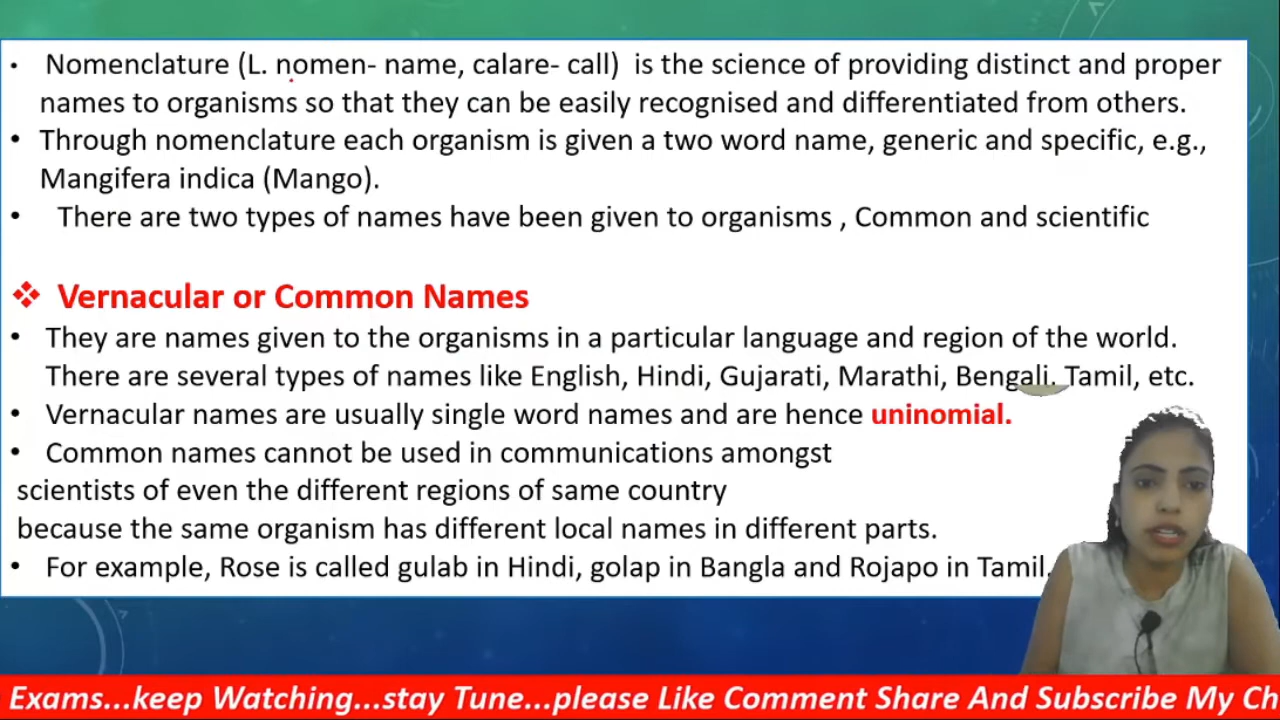 • Nomenclature (L. nomen- name, calare- call) is the science of providing distinct and proper
names to organisms so that they can be easily recognised and differentiated from others.
• Through nomenclature each organism is given a two word name, generic and specific, e.g.,
Mangifera indica (Mango).
• There are two types of names have been given to organisms , Common and scientific
❖ Vernacular or Common Names
• They are names given to the organisms in a particular language and region of the world.
There are several types of names like English, Hindi, Gujarati, Marathi, Bengali, Tamil, etc.
• Vernacular names are usually single word names and are hence uninomial.
• Common names cannot be used in communications amongst
scientists of even the different regions of same country
because the same organism has different local names in different parts.
• For example, Rose is called gulab in Hindi, golap in Bangla and Rojapo in Tamil.
Exams...keep Watching...stay Tune...please Like Comment Share And Subscribe My Ch